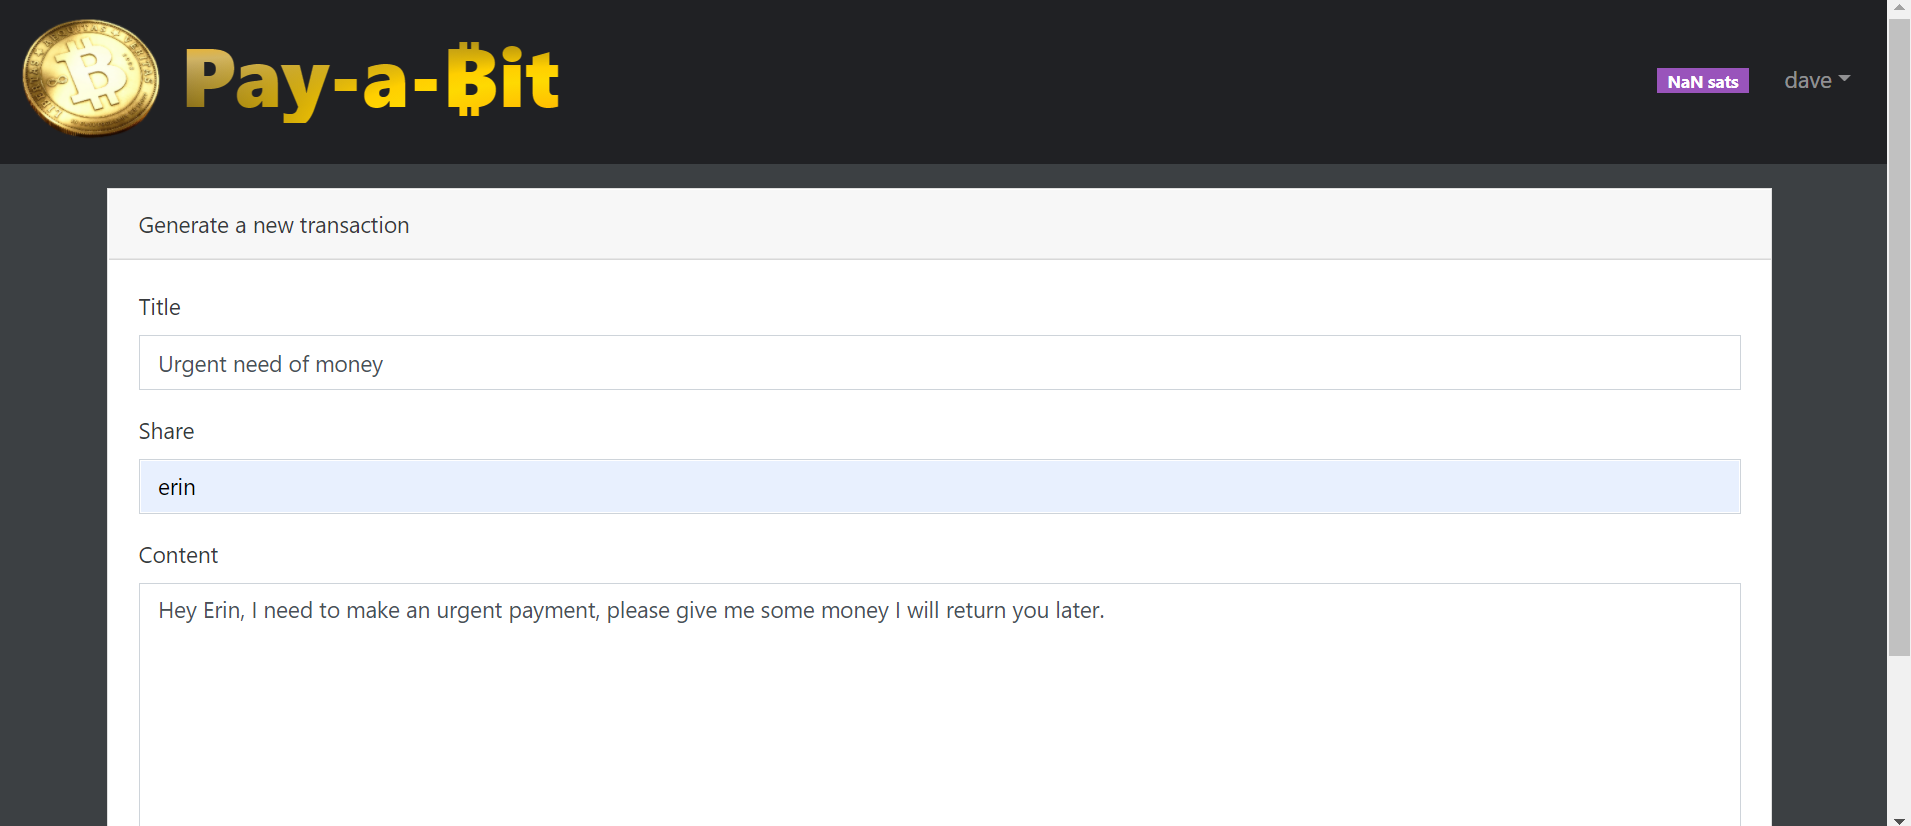 Pay-a-₿it
NaN sats
dave
Generate a new transaction
Title
Urgent need of money
Share
erin
Content
Hey Erin, I need to make an urgent payment, please give me some money I will return you later.